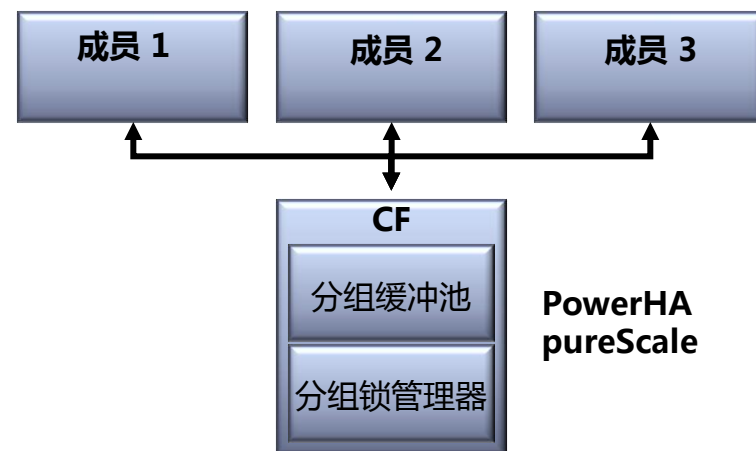 成员 1
成员 2
成员 3
CF
分组缓冲池
分组锁管理器
PowerHA
pureScale